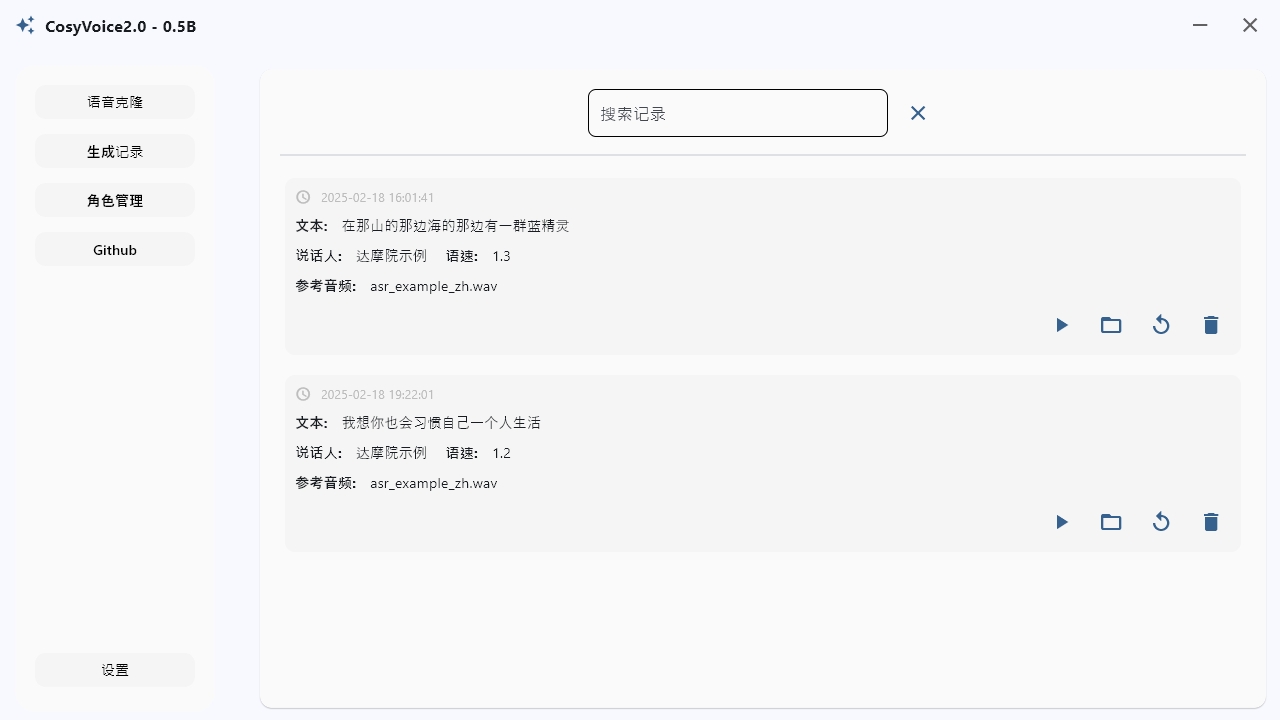 CosyVoice2.0 - 0.5B
语音克隆
生成记录
角色管理
Github
设置
搜索记录
2025-02-18 16:01:41
文本: 在那山的那边海的那边有一群蓝精灵
说话人: 达摩院示例 语速: 1.3
参考音频: asr_example_zh.wav
2025-02-18 19:22:01
文本: 我想你也会习惯自己一个人生活
说话人: 达摩院示例 语速: 1.2
参考音频: asr_example_zh.wav